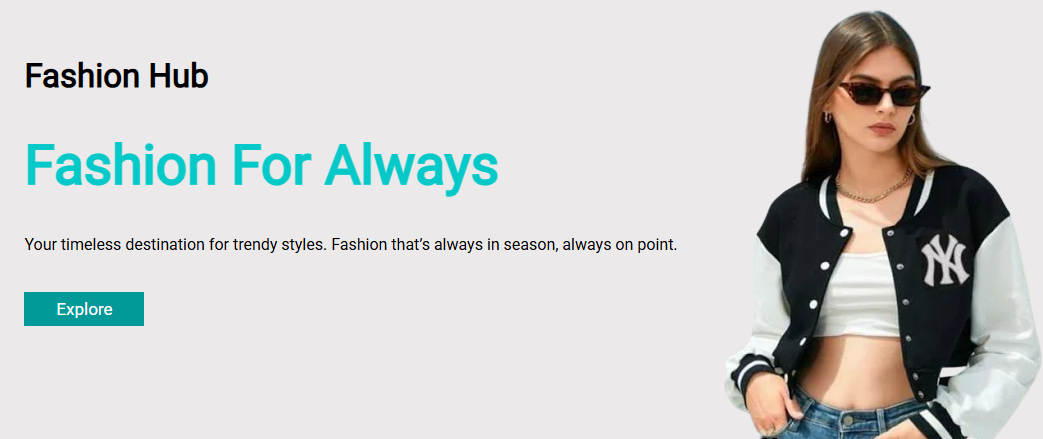 Fashion Hub
Fashion For Always
Your timeless destination for trendy styles. Fashion that’s always in season, always on point.
Explore
NY